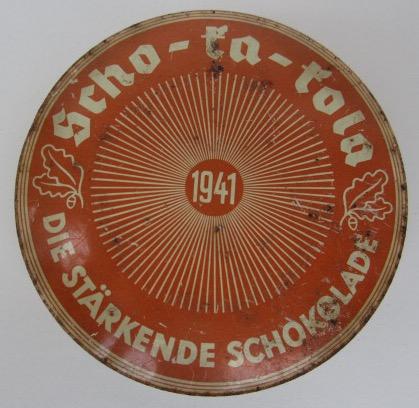 Scho-ka-kola
1941
DIE STÄRKENDE SCHOKOLADE